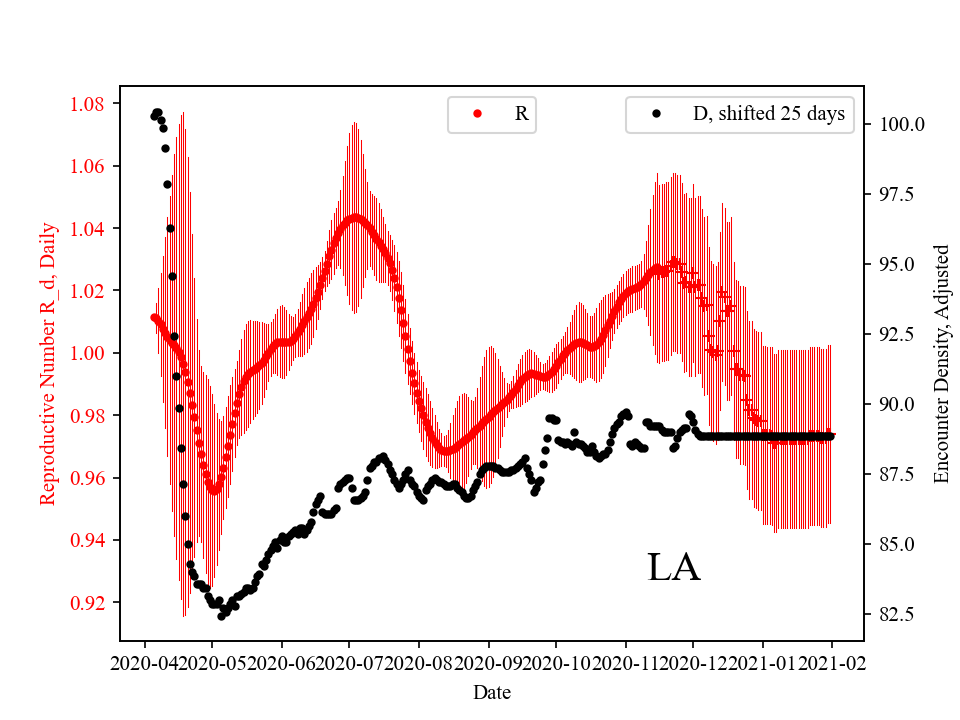 R
D, shifted 25 days
1.08
1.06
1.04
1.02
1.00
0.98
0.96
0.94
0.92
Reproductive Number R_d, Daily
100.0
97.5
95.0
92.5
90.0
87.5
85.0
82.5
Encounter Density, Adjusted
LA
2020-04 2020-05 2020-06 2020-07 2020-08 2020-09 2020-10 2020-11 2020-12 2021-01 2021-02
Date